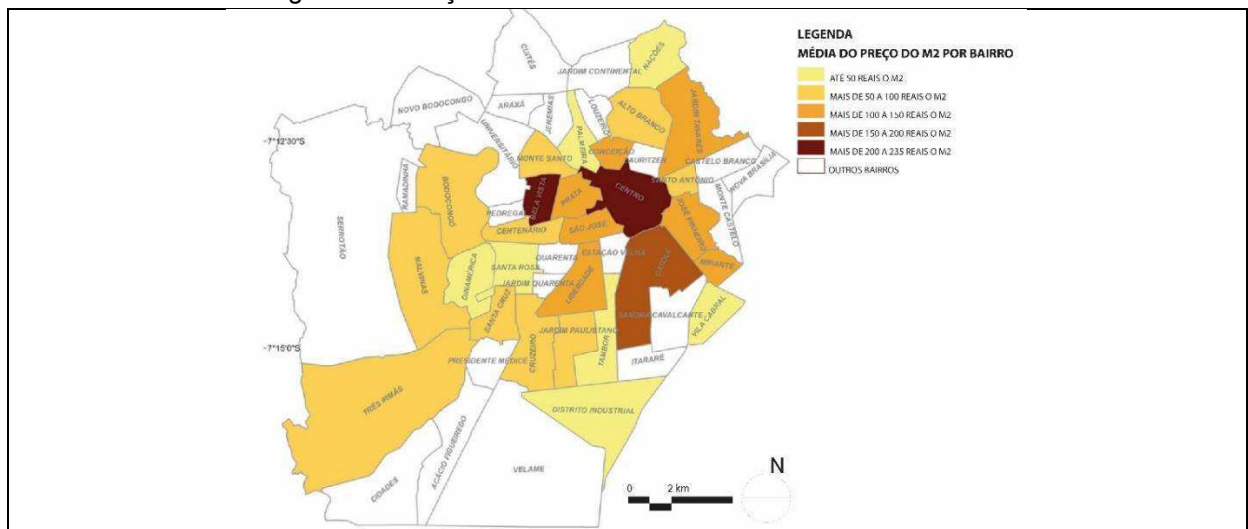 LEGENDA
MÉDIA DO PREÇO DO M2 POR BAIRRO
ATÉ 50 REAIS O M2
MAIS DE 50 A 100 REAIS O M2
MAIS DE 100 A 150 REAIS O M2
MAIS DE 150 A 200 REAIS O M2
MAIS DE 200 A 235 REAIS O M2
OUTROS BAIRROS
CUITÉS
NAÇÕES
JARDIM CONTINENTAL
NOVO BODOCONGO
ARAXÁ
JEREMIAS
LOUZEIRO
ALTO BRANCO
JARDIM TAVARES
-7°12'30"S
UNIVERSITÁRIO
PALMEIRA
CONCEIÇÃO
LAURITZEN
CASTELO BRANCO
NOVA BRASÍLIA
MONTE SANTO
SANTO ANTÔNIO
RAMADINHA
BODOCONGÓ
BELA VISTA
PRATA
CENTRO
PEDREGAL
MONTE CASTELO
JOSÉ PINHEIRO
SERROTÃO
CENTENÁRIO
SÃO JOSÉ
MALVINAS
DINAMÉRICA
SANTA ROSA
QUARENTA
ESTAÇÃO VELHA
CATOLÉ
MIRANTE
JARDIM QUARENTA
LIBERDADE
SANTA CRUZ
SANDRA CAVALCANTE
VILA CABRAL
-7°15'0"S
PRESIDENTE MÉDICE
CRUZEIRO
JARDIM PAULISTANO
TAMBOR
ITARARÉ
TRÊS IRMÃS
DISTRITO INDUSTRIAL
ACÁCIO FIGUEIREDO
CIDADES
VELAME
N
0 2 km